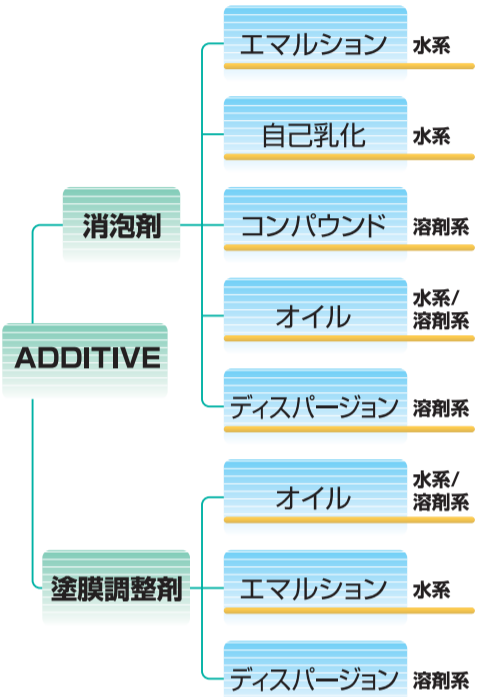 エマルション 水系
自己乳化 水系
消泡剤
コンパウンド 溶剤系
オイル 水系/
溶剤系
ADDITIVE
ディスパージョン 溶剤系
オイル 水系/
溶剤系
塗膜調整剤
エマルション 水系
ディスパージョン 溶剤系